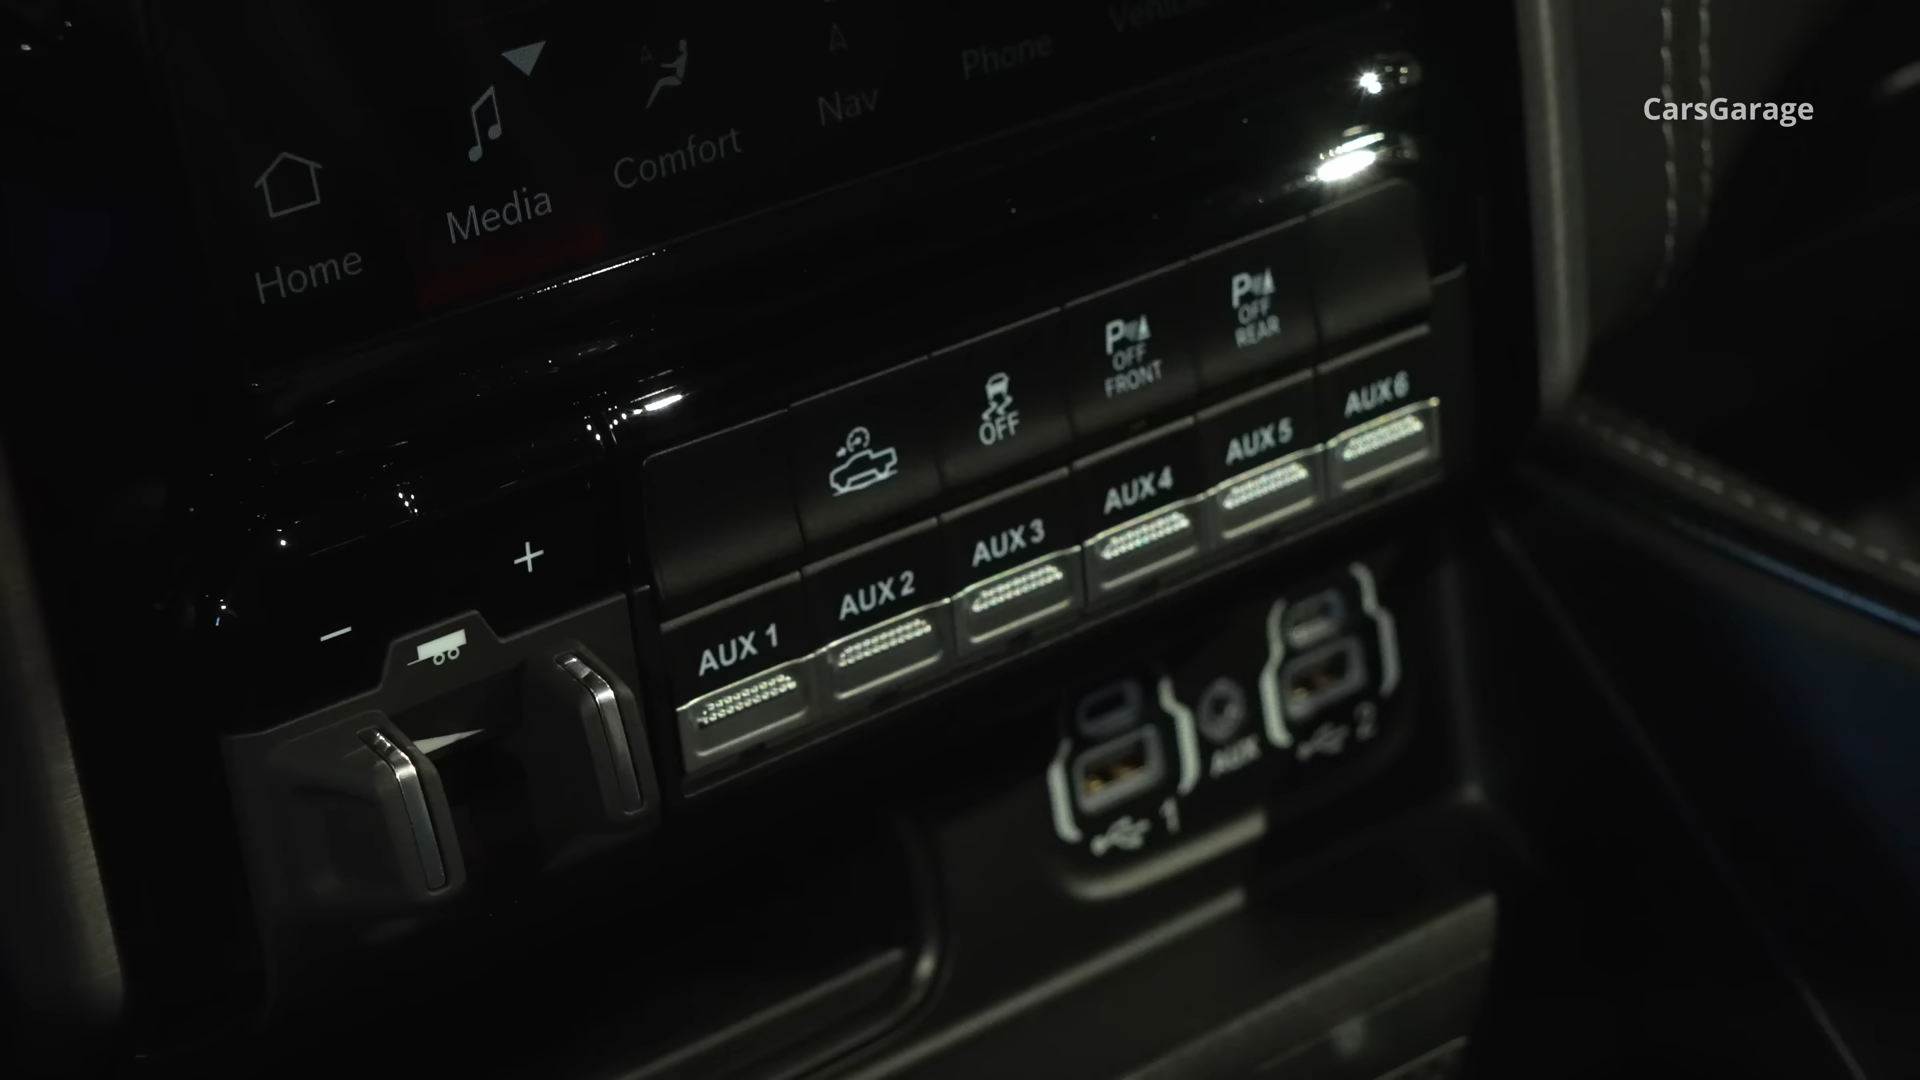 CarsGarage
Home
Media
Comfort
Nav
Phone
Vehicle
OFF
P OFF FRONT
P OFF REAR
AUX 1
AUX 2
AUX 3
AUX 4
AUX 5
AUX 6
+
−
1
AUX
2